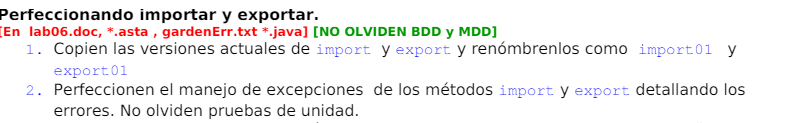 Perfeccionando importar y exportar.
[En lab06.doc, *.asta , gardenErr.txt *.java] [NO OLVIDEN BDD y MDD]
1. Copien las versiones actuales de import y export y renómbrenlos como import01 y
export01
2. Perfeccionen el manejo de excepciones de los métodos import y export detallando los
errores. No olviden pruebas de unidad.